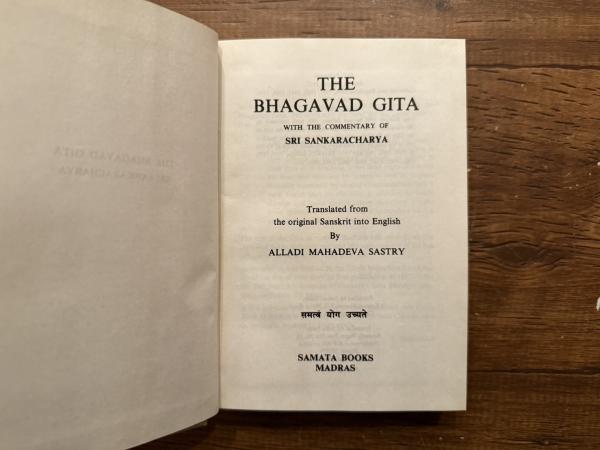 THE
BHAGAVAD GITA
WITH THE COMMENTARY OF
SRI SANKARACHARYA
Translated from
the original Sanskrit into English
By
ALLADI MAHADEVA SASTRY
समत्वं योग उच्यते
SAMATA BOOKS
MADRAS